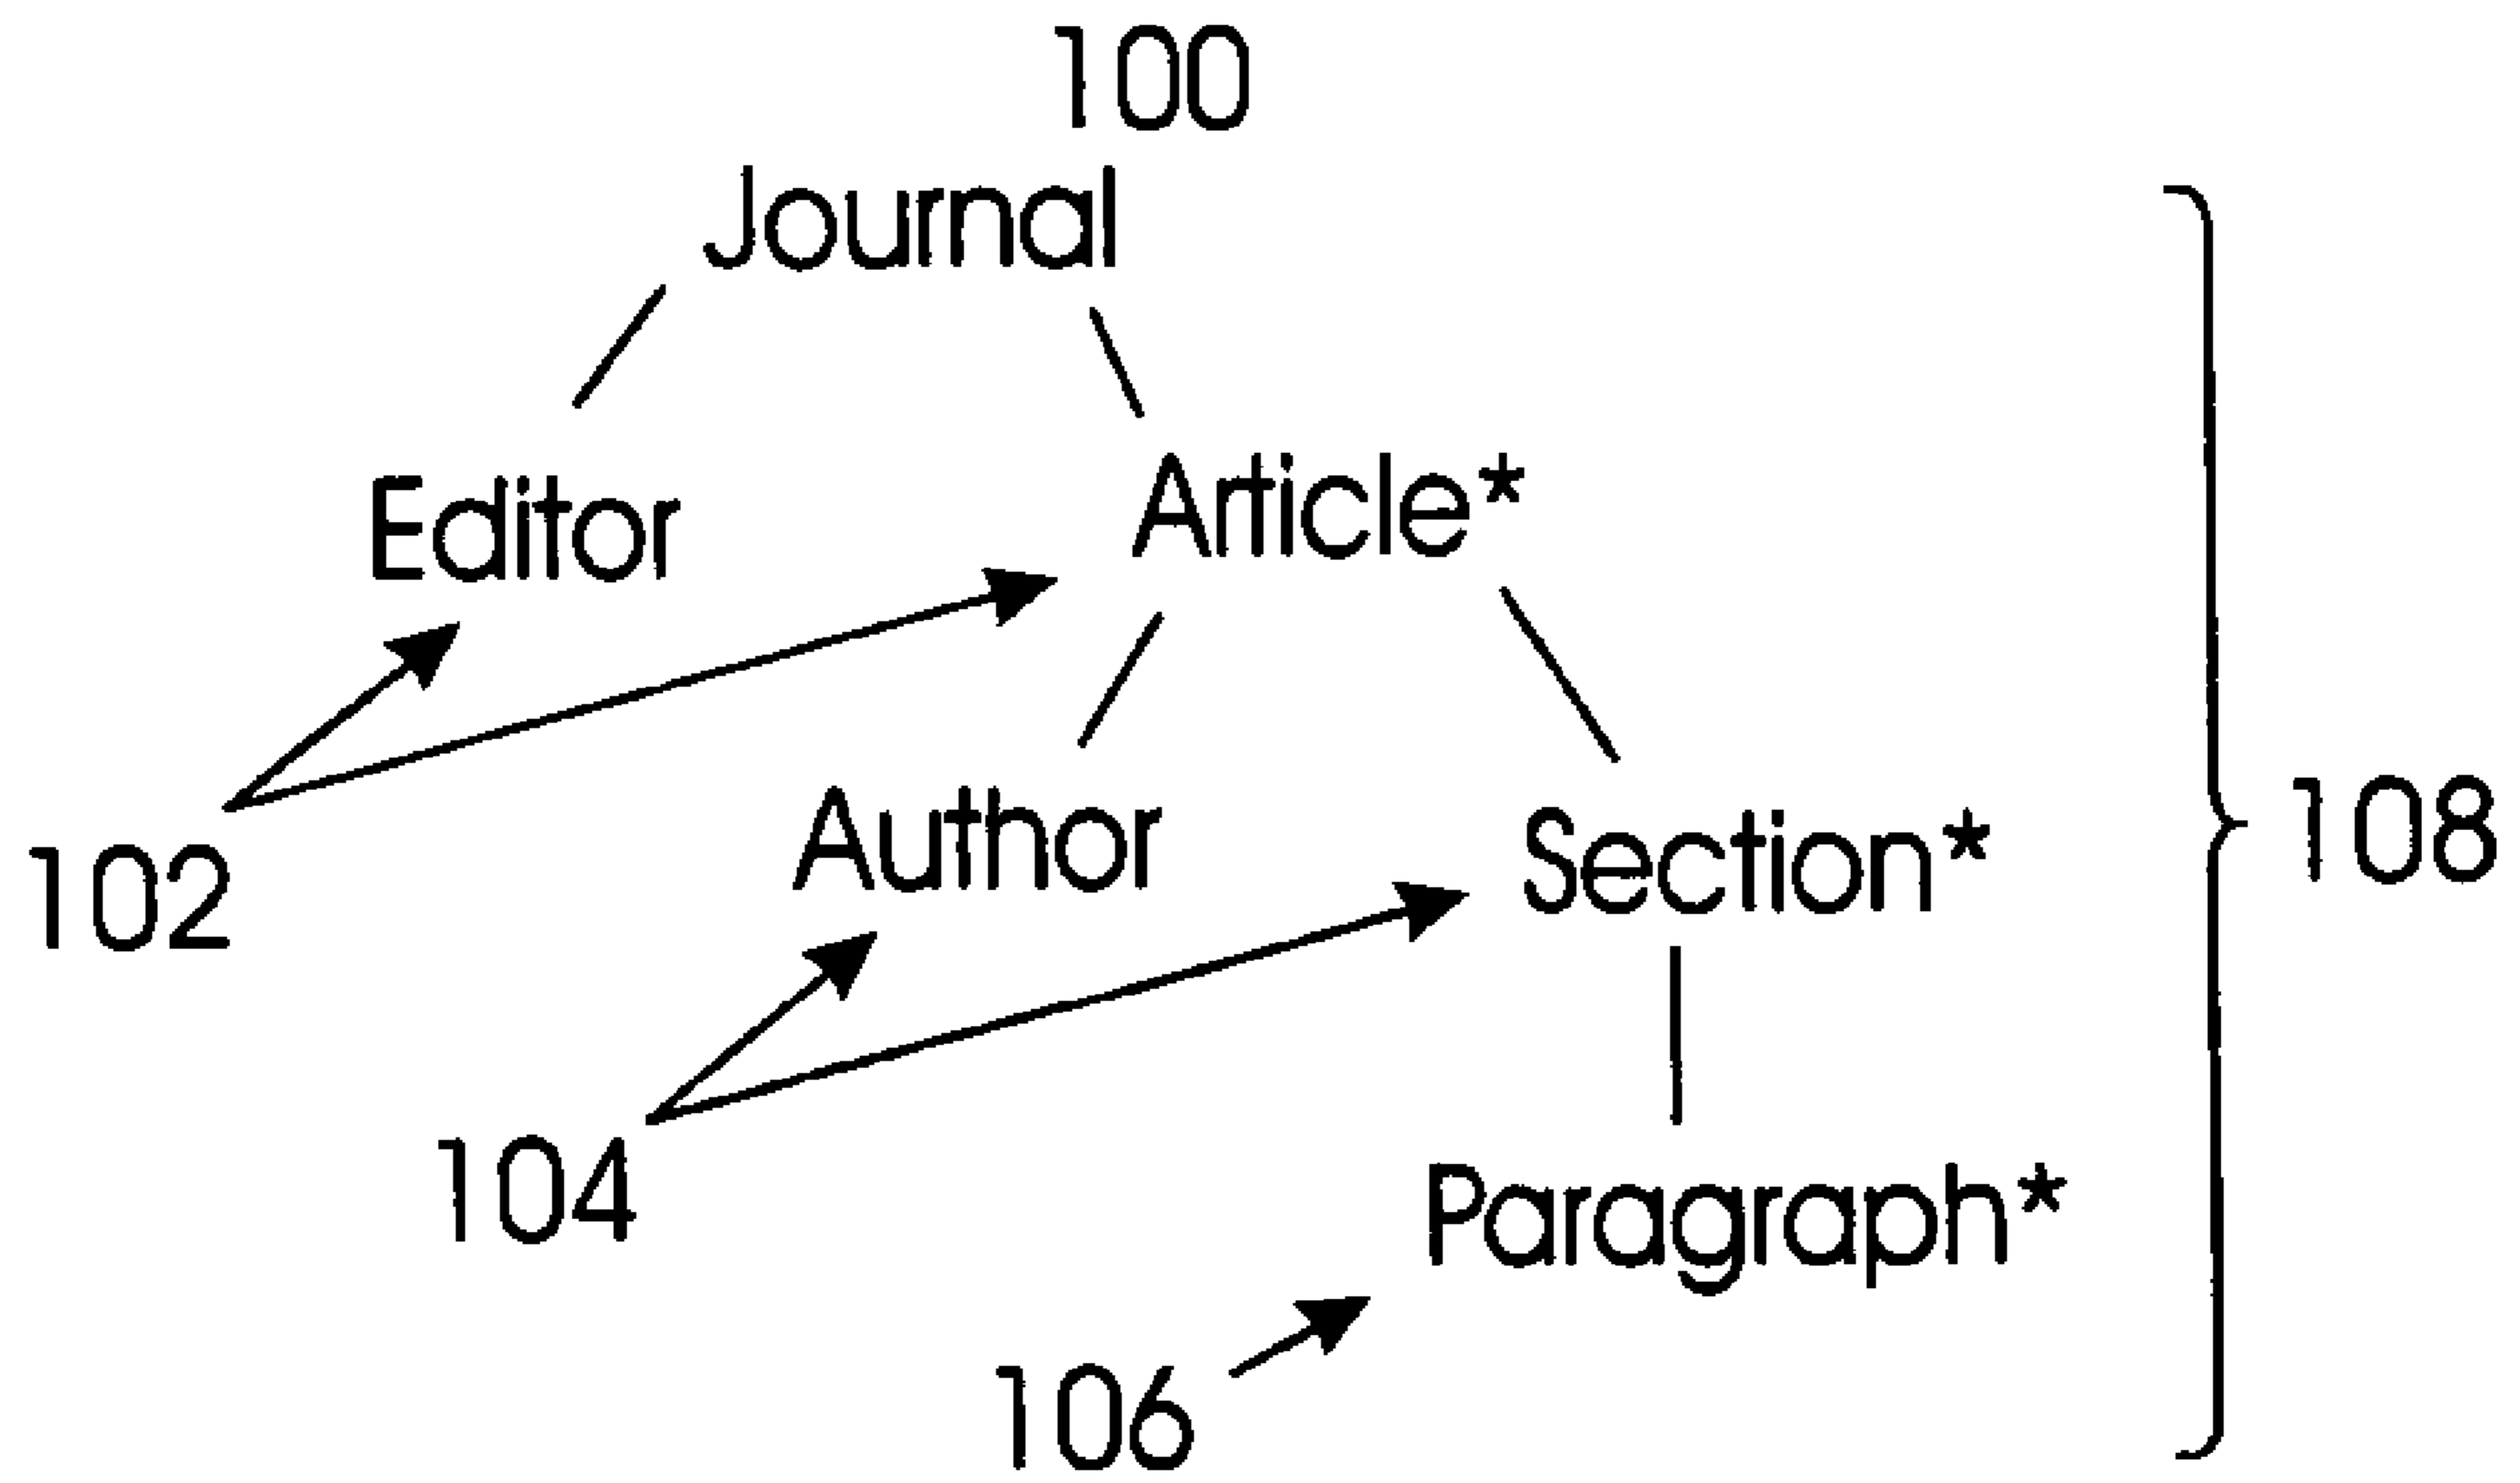 100
Journal
Editor
Article*
102
Author
Section*
108
104
Paragraph*
106